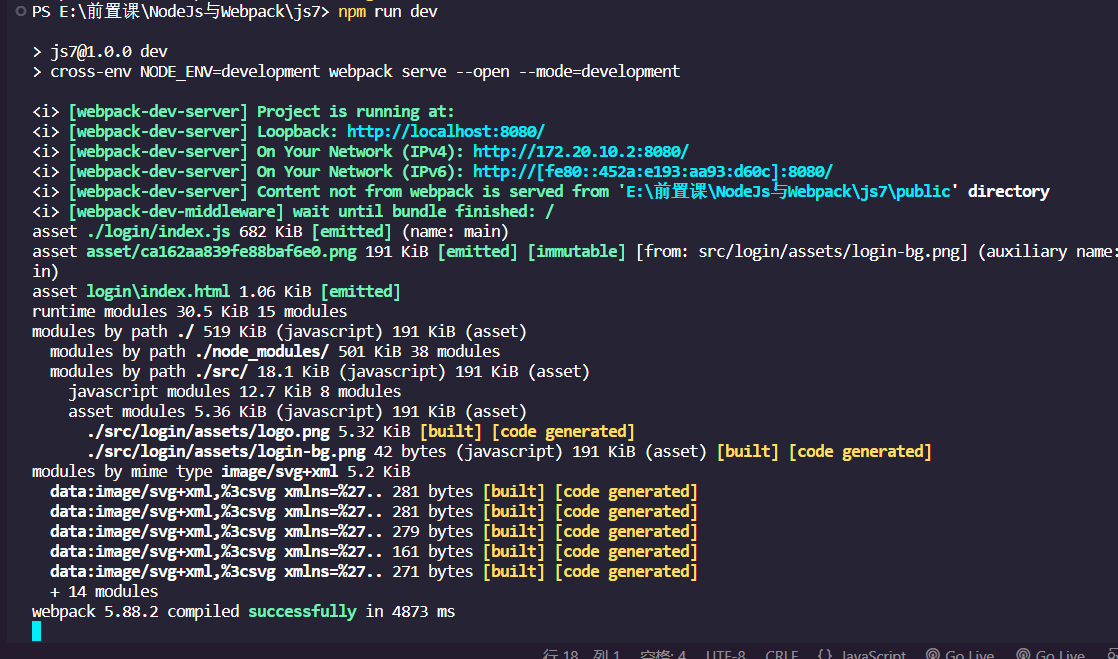 PS E:\前置课\NodeJs与Webpack\js7> npm run dev
> js7@1.0.0 dev
> cross-env NODE_ENV=development webpack serve --open --mode=development
<i> [webpack-dev-server] Project is running at:
<i> [webpack-dev-server] Loopback: http://localhost:8080/
<i> [webpack-dev-server] On Your Network (IPv4): http://172.20.10.2:8080/
<i> [webpack-dev-server] On Your Network (IPv6): http://[fe80::452a:e193:aa93:d60c]:8080/
<i> [webpack-dev-server] Content not from webpack is served from 'E:\前置课\NodeJs与Webpack\js7\public' directory
<i> [webpack-dev-middleware] wait until bundle finished: /
asset ./login/index.js 682 KiB [emitted] (name: main)
asset asset/ca162aa839fe88baf6e0.png 191 KiB [emitted] [immutable] [from: src/login/assets/login-bg.png] (auxiliary name:
in)
asset login\index.html 1.06 KiB [emitted]
runtime modules 30.5 KiB 15 modules
modules by path ./ 519 KiB (javascript) 191 KiB (asset)
modules by path ./node_modules/ 501 KiB 38 modules
modules by path ./src/ 18.1 KiB (javascript) 191 KiB (asset)
javascript modules 12.7 KiB 8 modules
asset modules 5.36 KiB (javascript) 191 KiB (asset)
./src/login/assets/logo.png 5.32 KiB [built] [code generated]
./src/login/assets/login-bg.png 42 bytes (javascript) 191 KiB (asset) [built] [code generated]
modules by mime type image/svg+xml 5.2 KiB
data:image/svg+xml,%3csvg xmlns=%27.. 281 bytes [built] [code generated]
data:image/svg+xml,%3csvg xmlns=%27.. 281 bytes [built] [code generated]
data:image/svg+xml,%3csvg xmlns=%27.. 279 bytes [built] [code generated]
data:image/svg+xml,%3csvg xmlns=%27.. 161 bytes [built] [code generated]
data:image/svg+xml,%3csvg xmlns=%27.. 271 bytes [built] [code generated]
+ 14 modules
webpack 5.88.2 compiled successfully in 4873 ms
行 18, 列 1 空格: 4 UTF-8 CRLF {} JavaScript Go Live Go Live